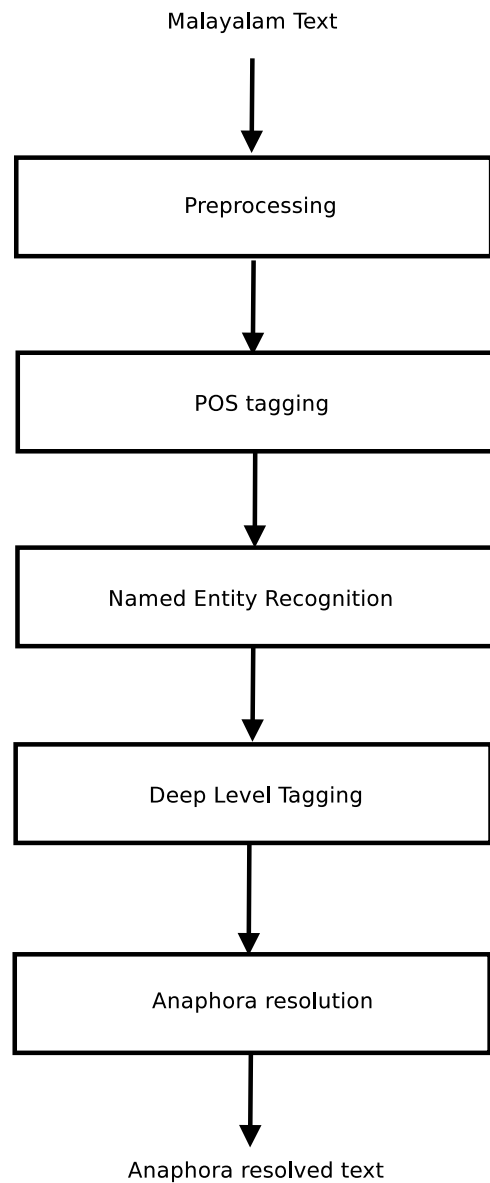 Malayalam Text
Preprocessing
POS tagging
Named Entity Recognition
Deep Level Tagging
Anaphora resolution
Anaphora resolved text